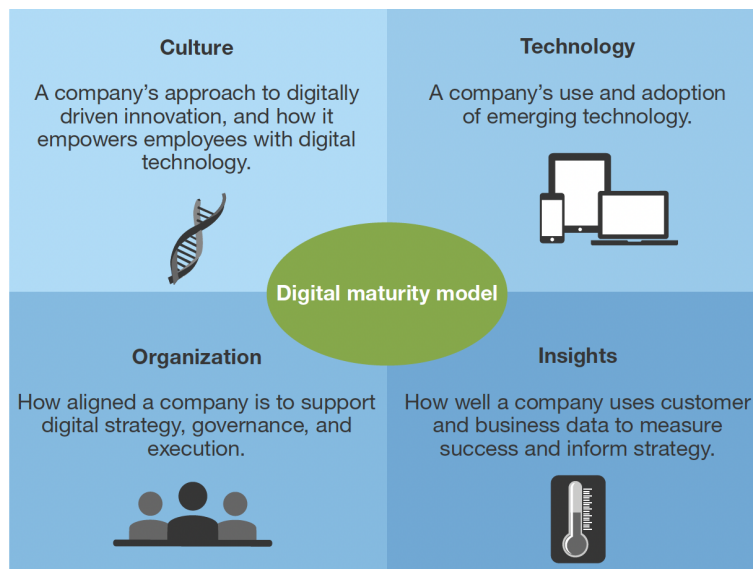 Culture
A company’s approach to digitally
driven innovation, and how it
empowers employees with digital
technology.
Technology
A company’s use and adoption
of emerging technology.
Digital maturity model
Organization
How aligned a company is to support
digital strategy, governance, and
execution.
Insights
How well a company uses customer
and business data to measure
success and inform strategy.